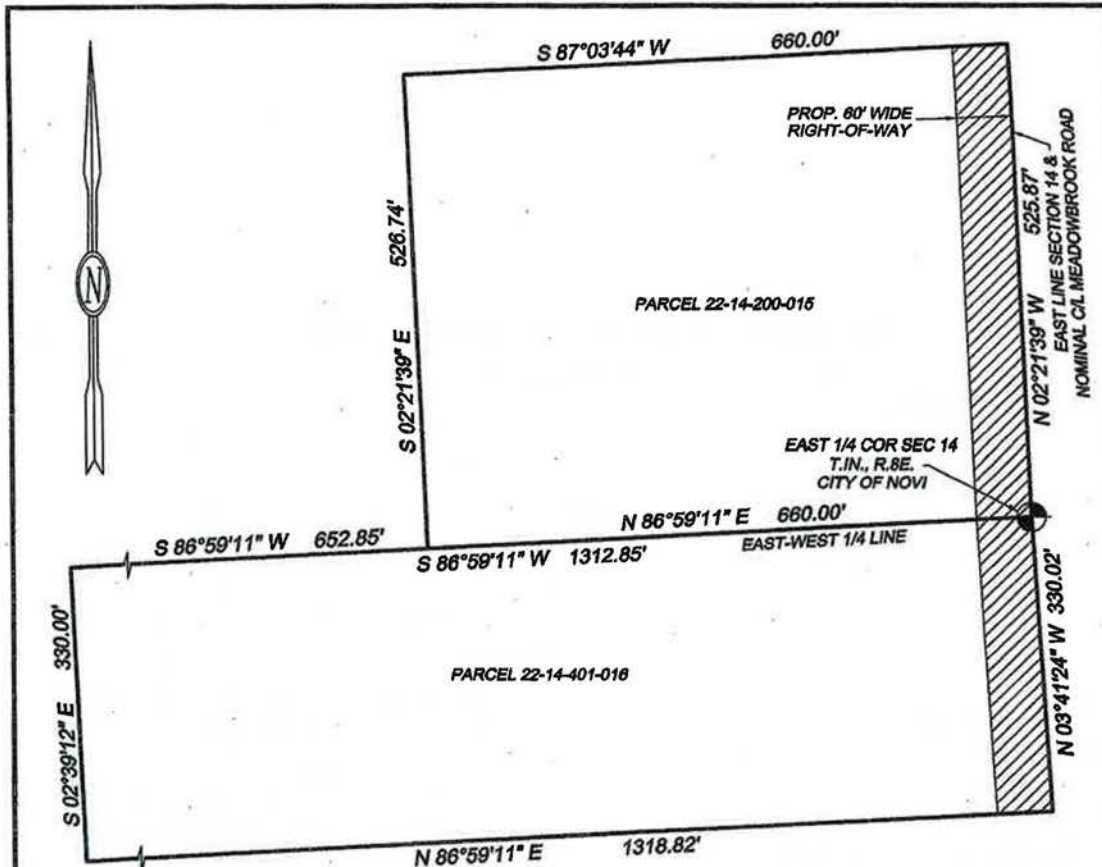 S 87°03'44" W 660.00'
PROP. 60' WIDE
RIGHT-OF-WAY
EAST LINE SECTION 14 &
NOMINAL C/L MEADOWBROOK ROAD
N 02°21'39" W 525.87'
S 02°21'39" E 526.74'
N
PARCEL 22-14-200-015
EAST 1/4 COR SEC 14
T.IN., R.8E.
CITY OF NOVI
N 86°59'11" E 660.00'
EAST-WEST 1/4 LINE
S 86°59'11" W 652.85'
S 86°59'11" W 1312.85'
S 02°39'12" E 330.00'
PARCEL 22-14-401-016
N 03°41'24" W 330.02'
N 86°59'11" E 1318.82'